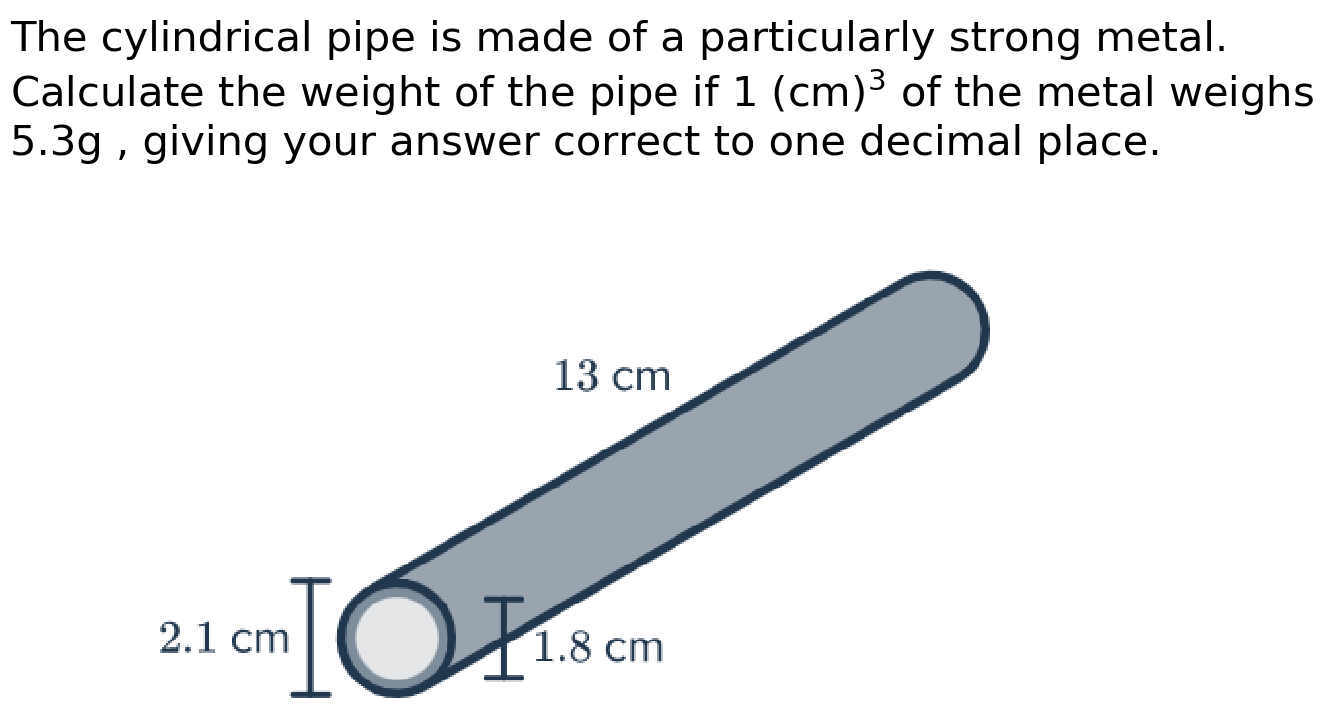 The cylindrical pipe is made of a particularly strong metal.
Calculate the weight of the pipe if 1 (cm)³ of the metal weighs
5.3g , giving your answer correct to one decimal place.
13 cm
2.1 cm
1.8 cm